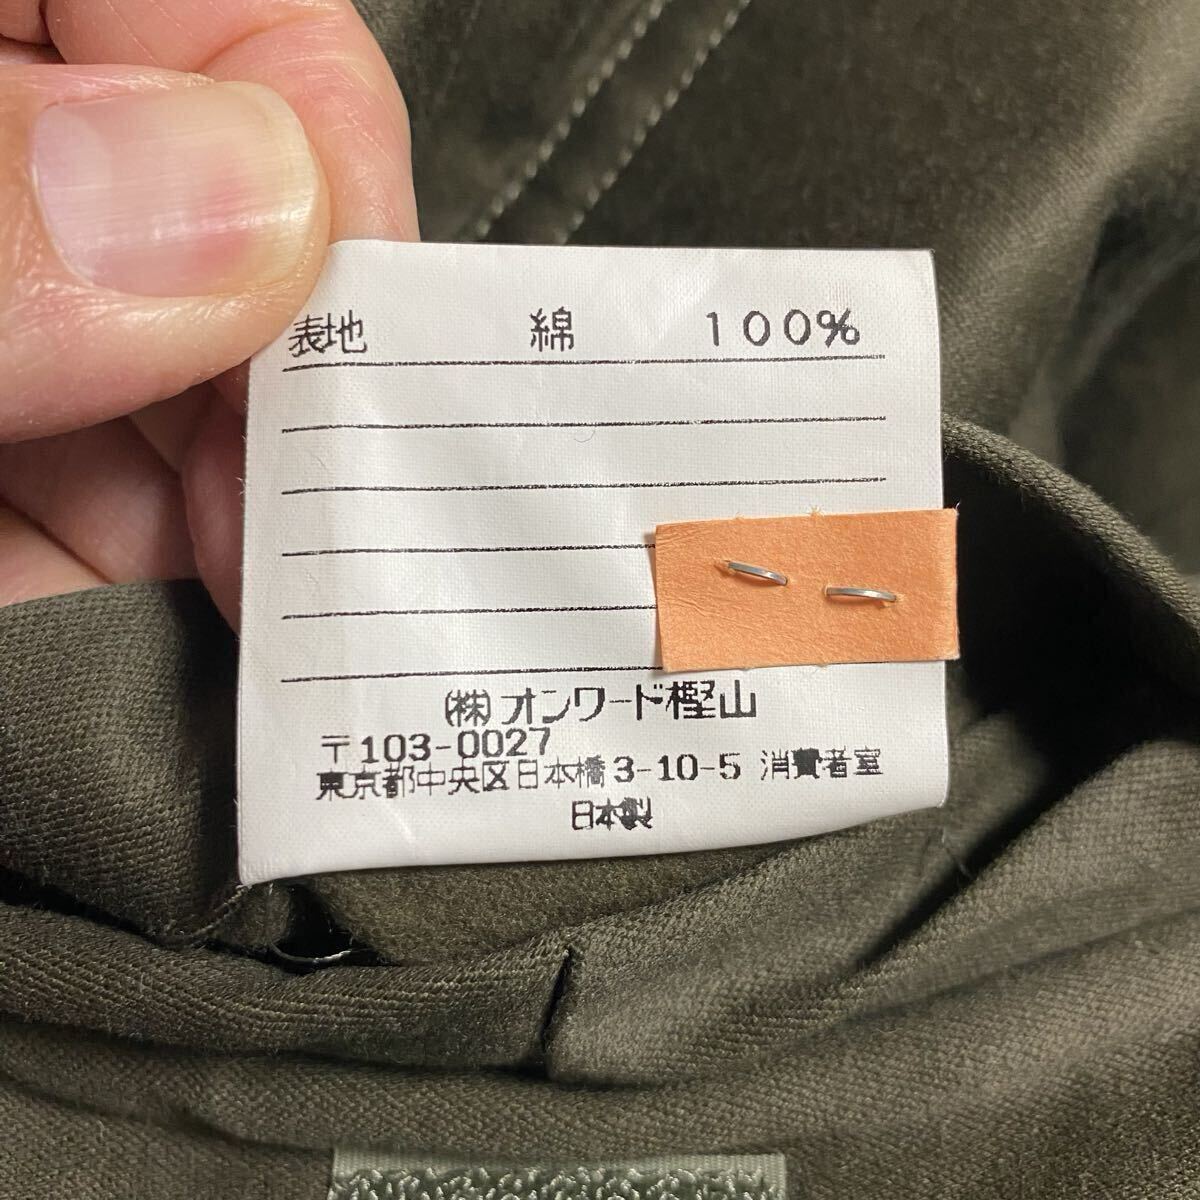 表地 綿 100%
(株)オンワード樫山
〒103-0027
東京都中央区日本橋3-10-5 消費者室
日本製